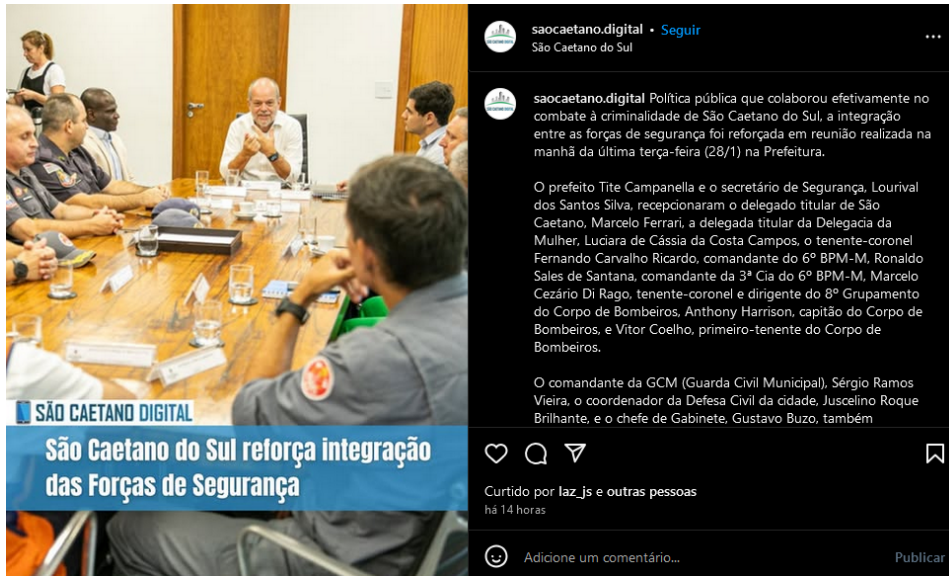 SÃO CAETANO DIGITAL
São Caetano do Sul reforça integração
das Forças de Segurança
saocaetano.digital • Seguir
São Caetano do Sul
saocaetano.digital Política pública que colaborou efetivamente no
combate à criminalidade de São Caetano do Sul, a integração
entre as forças de segurança foi reforçada em reunião realizada na
manhã da última terça-feira (28/1) na Prefeitura.
O prefeito Tite Campanella e o secretário de Segurança, Lourival
dos Santos Silva, recepcionaram o delegado titular de São
Caetano, Marcelo Ferrari, a delegada titular da Delegacia da
Mulher, Luciara de Cássia da Costa Campos, o tenente-coronel
Fernando Carvalho Ricardo, comandante do 6º BPM-M, Ronaldo
Sales de Santana, comandante da 3ª Cia do 6º BPM-M, Marcelo
Cezário Di Rago, tenente-coronel e dirigente do 8º Grupamento
do Corpo de Bombeiros, Anthony Harrison, capitão do Corpo de
Bombeiros, e Vitor Coelho, primeiro-tenente do Corpo de
Bombeiros.
O comandante da GCM (Guarda Civil Municipal), Sérgio Ramos
Vieira, o coordenador da Defesa Civil da cidade, Juscelino Roque
Brilhante, e o chefe de Gabinete, Gustavo Buzo, também
Curtido por laz_js e outras pessoas
há 14 horas
Adicione um comentário...
Publicar